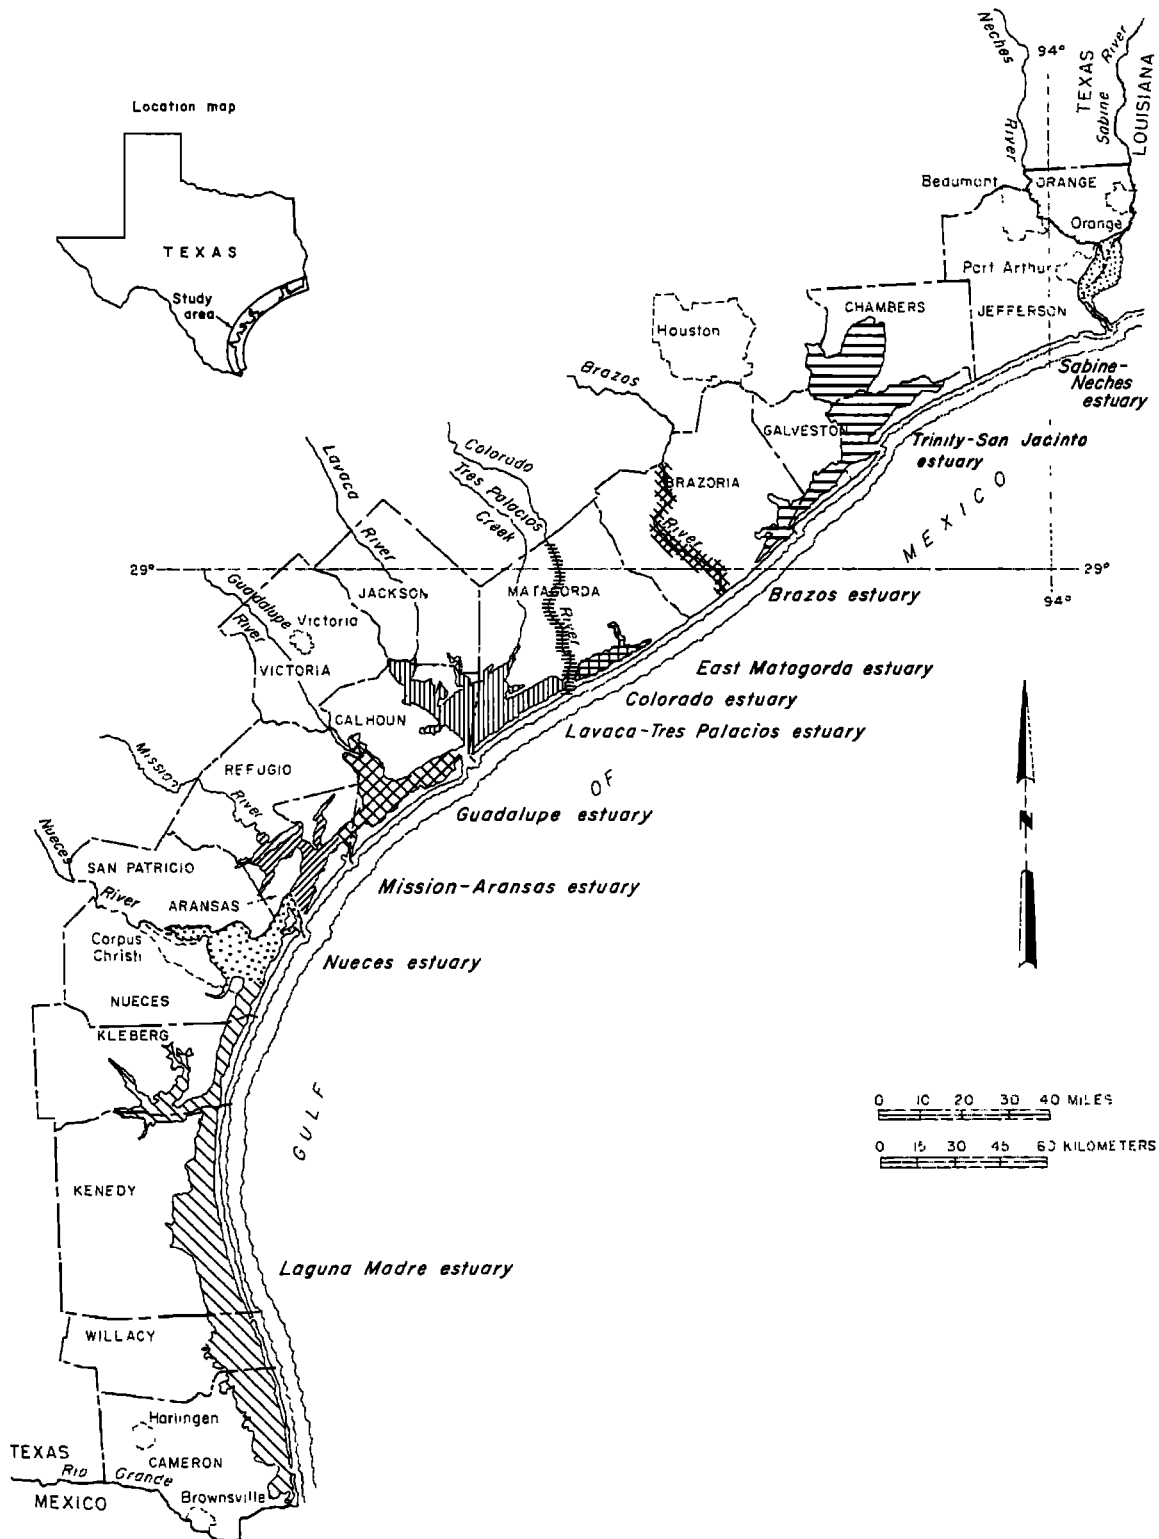 Location map
TEXAS
Study
area
Neches
River
94°
TEXAS
Sabine River
LOUISIANA
Beaumont
ORANGE
Orange
Port Arthur
CHAMBERS
JEFFERSON
Houston
Brazos
River
Sabine-
Neches
estuary
GALVESTON
Trinity-San Jacinto
estuary
BRAZORIA
Colorado
River
Tres Palacios
Creek
Lavaca
River
29°
29°
94°
MATAGORDA
JACKSON
Guadalupe
River
Victoria
VICTORIA
Brazos estuary
East Matagorda estuary
Colorado estuary
Lavaca-Tres Palacios estuary
CALHOUN
Guadalupe estuary
REFUGIO
Mission
River
Mission-Aransas estuary
Nueces
River
SAN PATRICIO
ARANSAS
Corpus
Christi
Nueces estuary
NUECES
KLEBERG
GULF
OF
MEXICO
N
0 10 20 30 40 MILES
0 15 30 45 60 KILOMETERS
KENEDY
Laguna Madre estuary
WILLACY
Harlingen
CAMERON
TEXAS
Rio Grande
MEXICO
Brownsville